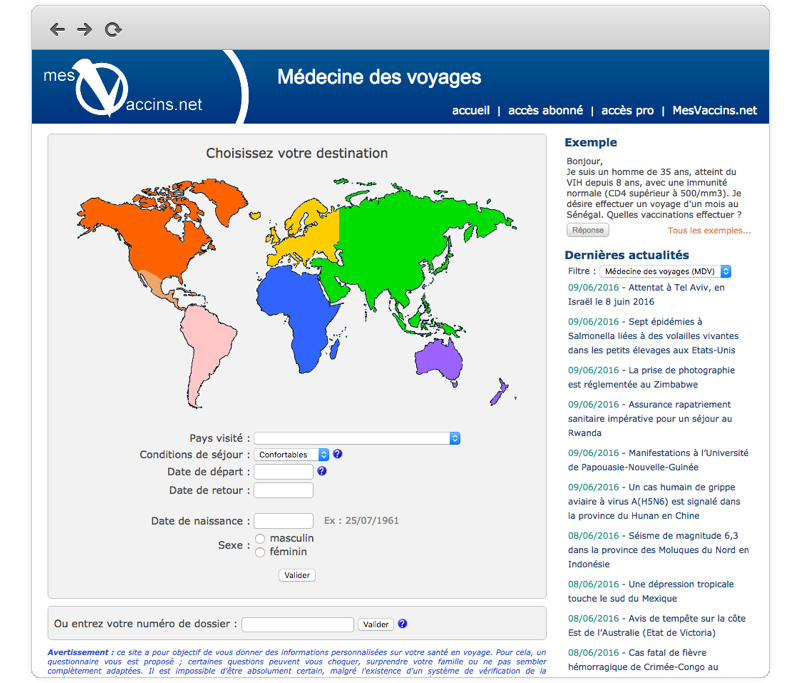 mes Vaccins.net
Médecine des voyages
accueil | accès abonné | accès pro | MesVaccins.net
Choisissez votre destination
Pays visité :
Conditions de séjour : Confortables ?
Date de départ : ?
Date de retour :
Date de naissance : Ex : 25/07/1961
Sexe : masculin
féminin
Valider
Ou entrez votre numéro de dossier : Valider ?
Avertissement : ce site a pour objectif de vous donner des informations personnalisées sur votre santé en voyage. Pour cela, un
questionnaire vous est proposé ; certaines questions peuvent vous choquer, surprendre votre famille ou ne pas sembler
complètement adaptées. Il est impossible d'être absolument certain, malgré l'existence d'un système de vérification de la
Exemple
Bonjour,
Je suis un homme de 35 ans, atteint du
VIH depuis 8 ans, avec une immunité
normale (CD4 supérieur à 500/mm3). Je
désire effectuer un voyage d'un mois au
Sénégal. Quelles vaccinations effectuer ?
Réponse Tous les exemples...
Dernières actualités
Filtre : Médecine des voyages (MDV)
09/06/2016 - Attentat à Tel Aviv, en
Israël le 8 juin 2016
09/06/2016 - Sept épidémies à
Salmonella liées à des volailles vivantes
dans les petits élevages aux Etats-Unis
09/06/2016 - La prise de photographie
est réglementée au Zimbabwe
09/06/2016 - Assurance rapatriement
sanitaire impérative pour un séjour au
Rwanda
09/06/2016 - Manifestations à l'Université
de Papouasie-Nouvelle-Guinée
09/06/2016 - Un cas humain de grippe
aviaire à virus A(H5N6) est signalé dans
la province du Hunan en Chine
08/06/2016 - Séisme de magnitude 6,3
dans la province des Moluques du Nord en
Indonésie
08/06/2016 - Une dépression tropicale
touche le sud du Mexique
08/06/2016 - Avis de tempête sur la côte
Est de l'Australie (Etat de Victoria)
08/06/2016 - Cas fatal de fièvre
hémorragique de Crimée-Congo au